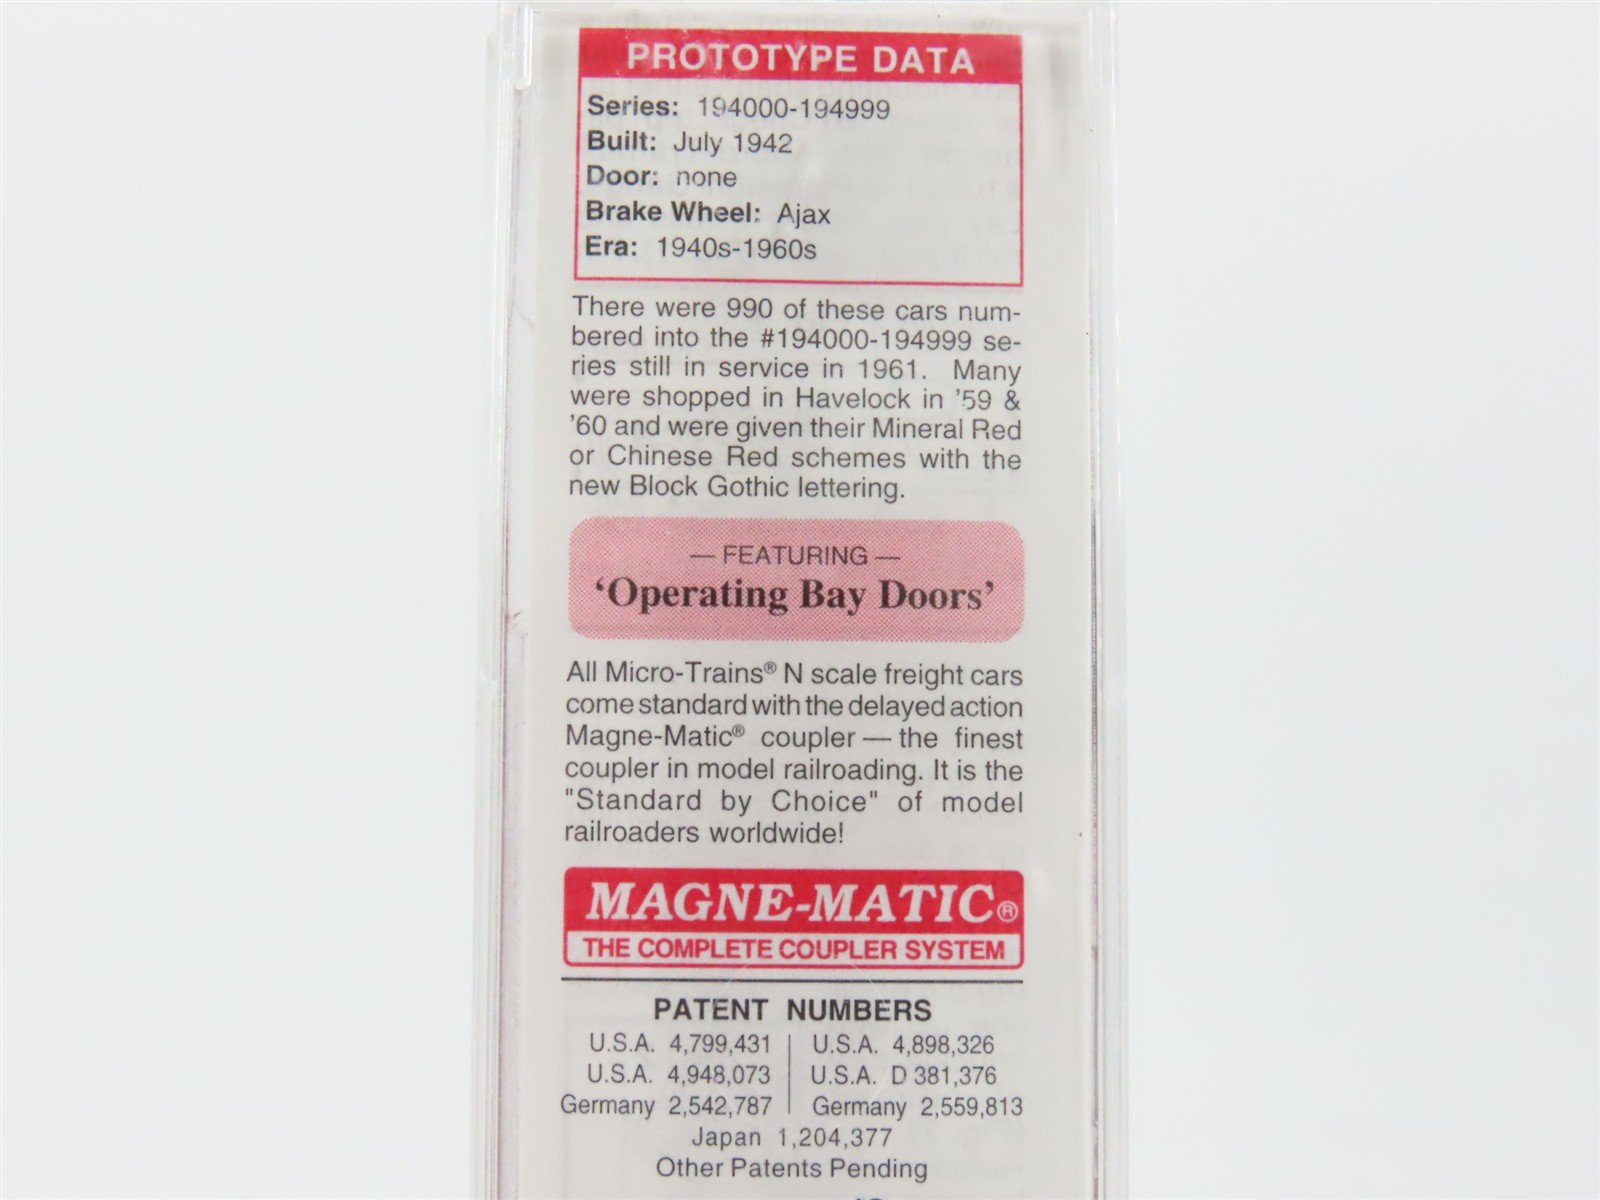 PROTOTYPE DATA
Series: 194000-194999
Built: July 1942
Door: none
Brake Wheel: Ajax
Era: 1940s-1960s
There were 990 of these cars num-
bered into the #194000-194999 se-
ries still in service in 1961. Many
were shopped in Havelock in '59 &
'60 and were given their Mineral Red
or Chinese Red schemes with the
new Block Gothic lettering.
— FEATURING —
'Operating Bay Doors'
All Micro-Trains® N scale freight cars
come standard with the delayed action
Magne-Matic® coupler — the finest
coupler in model railroading. It is the
"Standard by Choice" of model
railroaders worldwide!
MAGNE-MATIC®
THE COMPLETE COUPLER SYSTEM
PATENT NUMBERS
U.S.A. 4,799,431 | U.S.A. 4,898,326
U.S.A. 4,948,073 | U.S.A. D 381,376
Germany 2,542,787 | Germany 2,559,813
Japan 1,204,377
Other Patents Pending